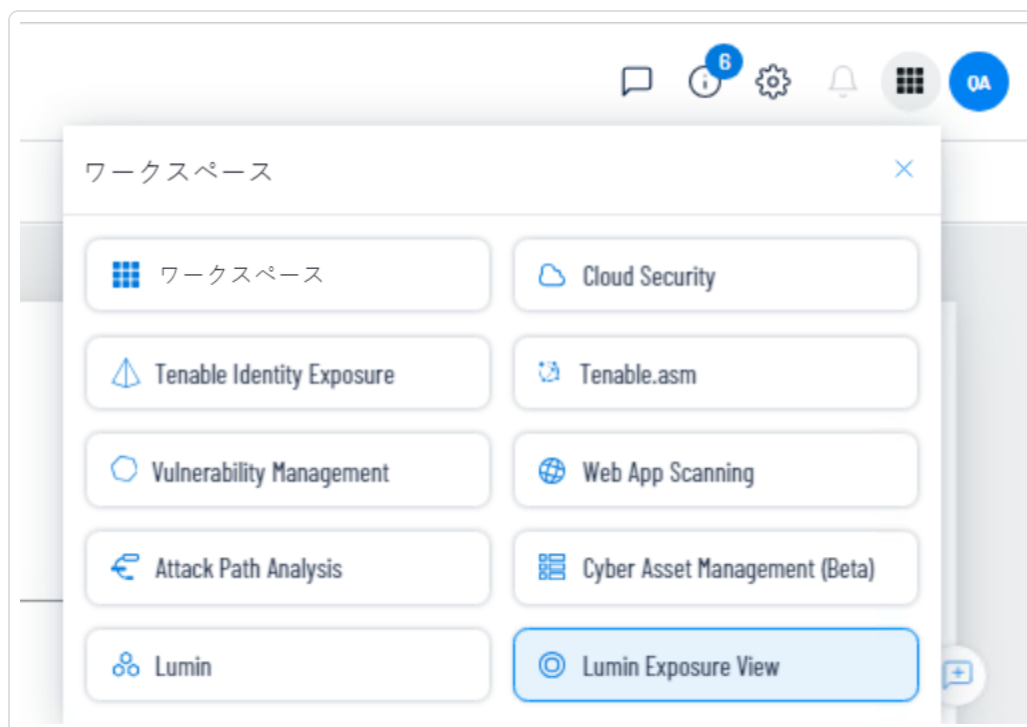 6
QA
ワークスペース
ワークスペース
Cloud Security
Tenable Identity Exposure
Tenable.asm
Vulnerability Management
Web App Scanning
Attack Path Analysis
Cyber Asset Management (Beta)
Lumin
Lumin Exposure View